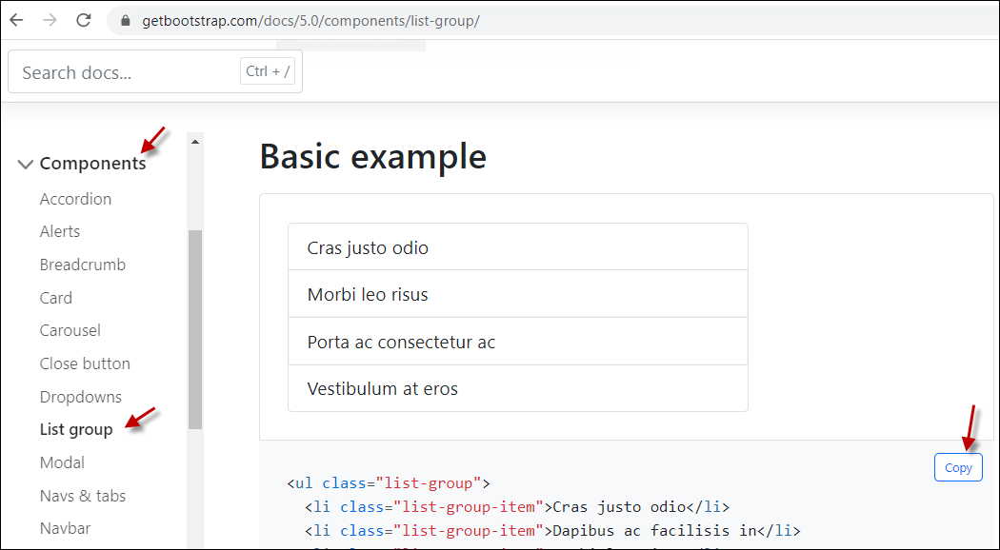 getbootstrap.com/docs/5.0/components/list-group/
Search docs...
Ctrl + /
Components
Accordion
Alerts
Breadcrumb
Card
Carousel
Close button
Dropdowns
List group
Modal
Navs & tabs
Navbar
Basic example
Cras justo odio
Morbi leo risus
Porta ac consectetur ac
Vestibulum at eros
Copy
<ul class="list-group">
<li class="list-group-item">Cras justo odio</li>
<li class="list-group-item">Dapibus ac facilisis in</li>